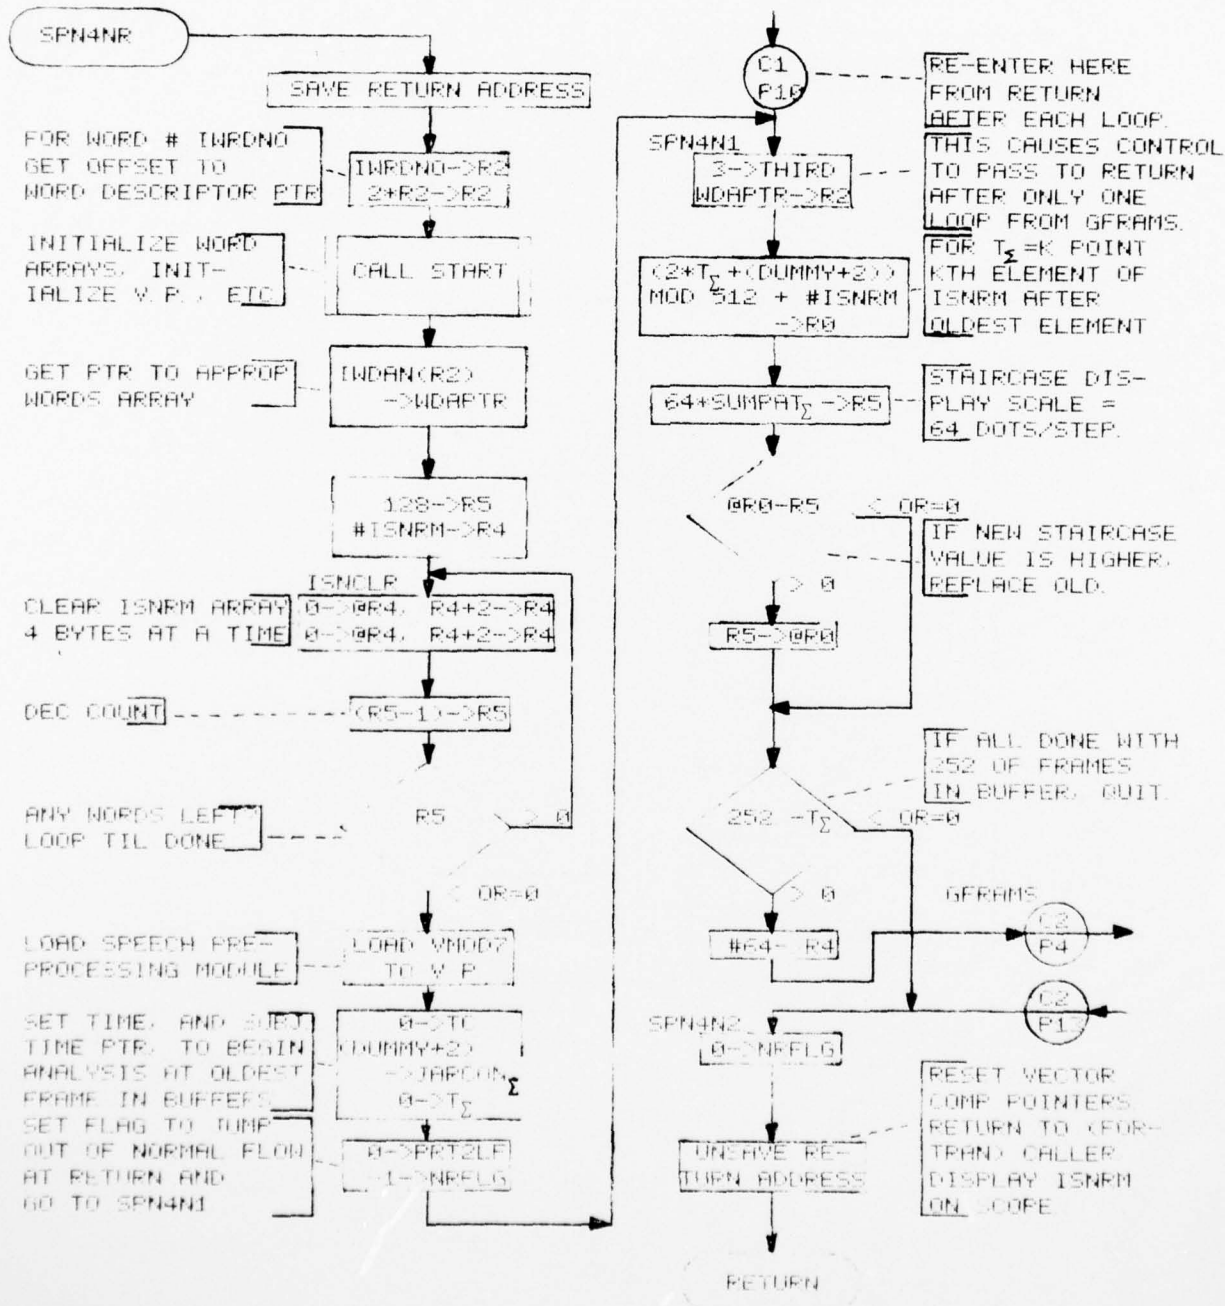 SPN4NR
SAVE RETURN ADDRESS
FOR WORD # IWRDNO
GET OFFSET TO
WORD DESCRIPTOR PTR
IWRDNO->R2
2*R2->R2
INITIALIZE WORD
ARRAYS, INIT-
IALIZE V.P., ETC
CALL START
GET PTR TO APPROP
WORDS ARRAY
IWDAN(R2)
->WDAPTR
128->R5
#ISNRM->R4
ISNCLR
CLEAR ISNRM ARRAY
4 BYTES AT A TIME
0->@R4, R4+2->R4
0->@R4, R4+2->R4
DEC COUNT
(R5-1)->R5
ANY WORDS LEFT?
LOOP TIL DONE
R5
> 0
< OR=0
LOAD SPEECH PRE-
PROCESSING MODULE
LOAD VMOD7
TO V P
SET TIME, AND SUBJ
TIME PTR, TO BEGIN
ANALYSIS AT OLDEST
FRAME IN BUFFERS
0->TC
(DUMMY+2)
->JARCON Σ
0->TΣ
SET FLAG TO JUMP
OUT OF NORMAL FLOW
AT RETURN AND
GO TO SPN4N1
0->PRT2LF
-1->NRFLG
C1
P10
RE-ENTER HERE
FROM RETURN
AFTER EACH LOOP.
SPN4N1
3->THIRD
WDAPTR->R2
THIS CAUSES CONTROL
TO PASS TO RETURN
AFTER ONLY ONE
LOOP FROM GFRAMS.
(2*TΣ+(DUMMY+2))
MOD 512 + #ISNRM
->R0
FOR TΣ=K POINT
KTH ELEMENT OF
ISNRM AFTER
OLDEST ELEMENT
64*SUMPATΣ->R5
STAIRCASE DIS-
PLAY SCALE =
64 DOTS/STEP.
@R0-R5
< OR=0
IF NEW STAIRCASE
VALUE IS HIGHER,
REPLACE OLD.
> 0
R5->@R0
IF ALL DONE WITH
252 OF FRAMES
IN BUFFER, QUIT.
252 -TΣ
< OR=0
> 0
GFRAMS
#64- R4
C2
P4
C2
SPN4N2
0->NRFLG
RESET VECTOR
COMP POINTERS
RETURN TO (FOR-
TRAN) CALLER
DISPLAY ISNRM
ON SCOPE
UNSAVE RE-
TURN ADDRESS
RETURN